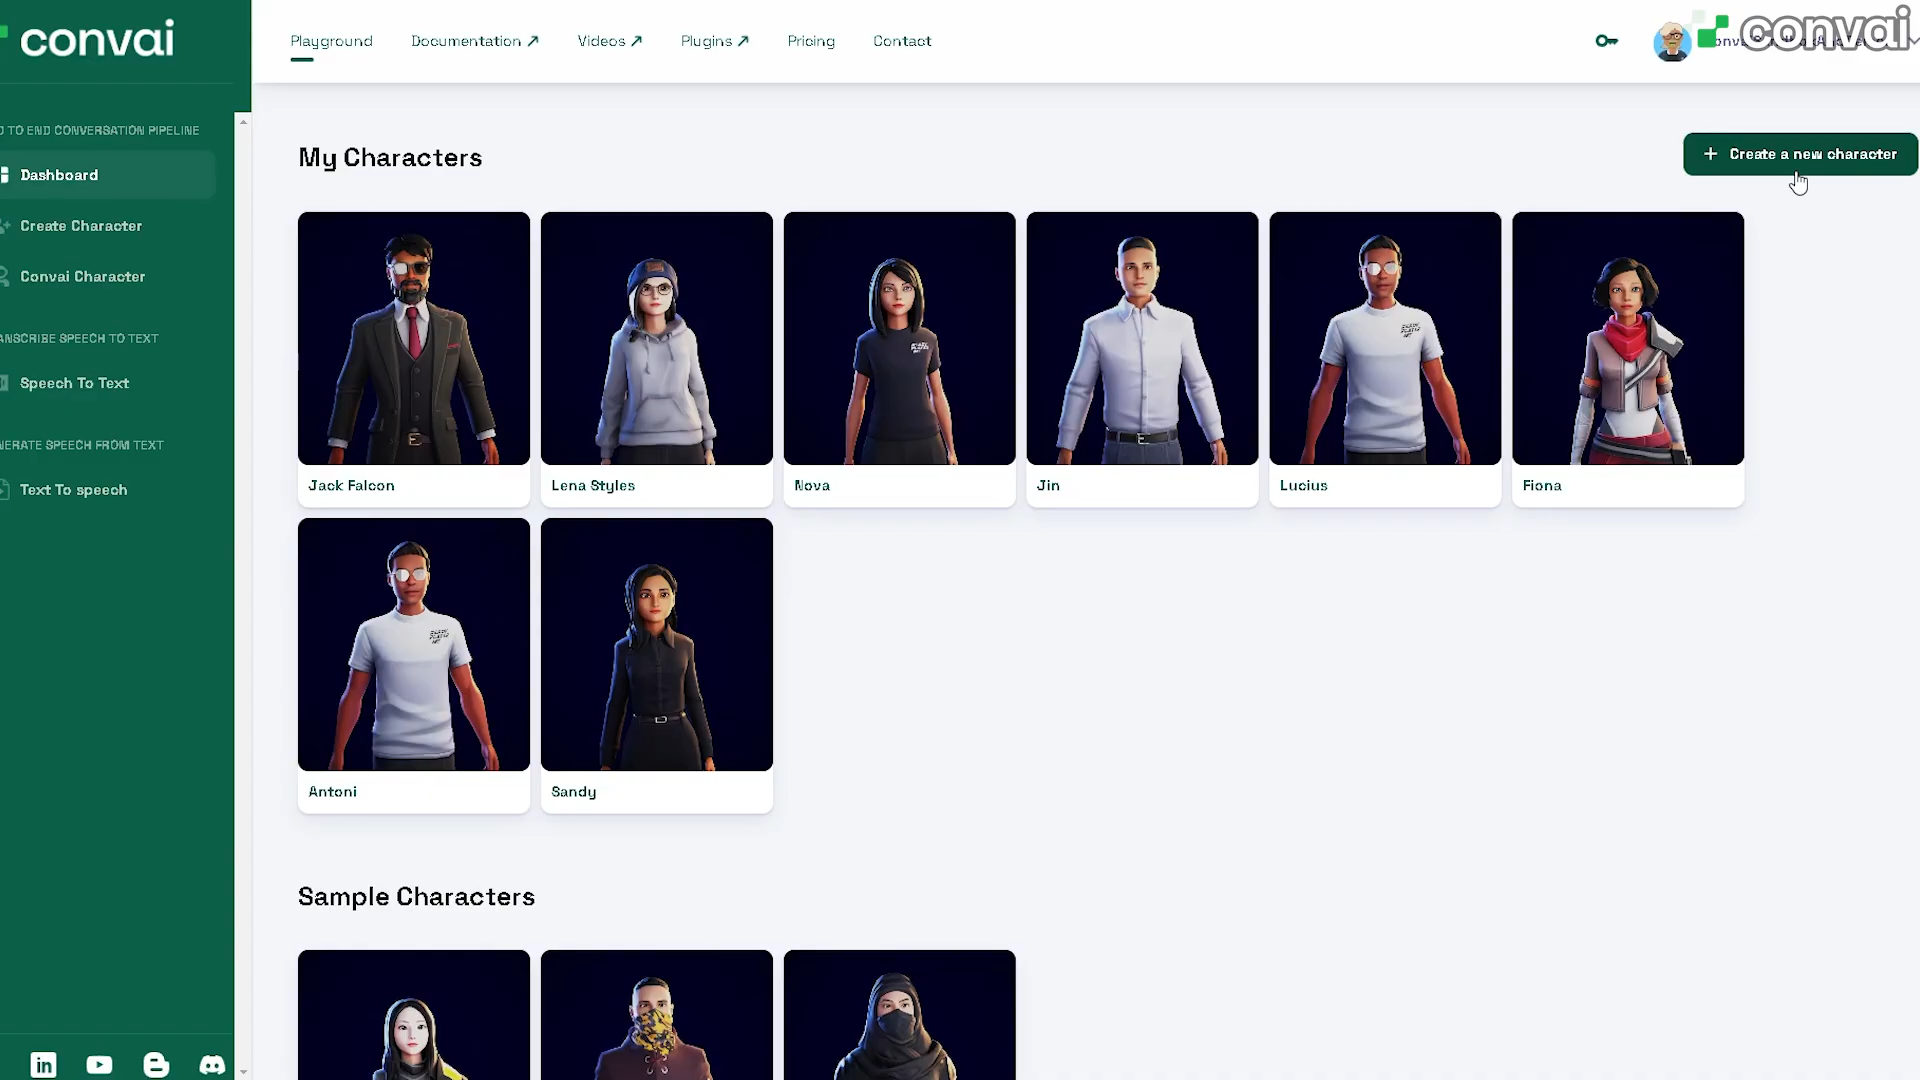 convai
Playground
Documentation
Videos
Plugins
Pricing
Contact
convai
TO END CONVERSATION PIPELINE
Dashboard
Create Character
Convai Character
SPEECH TO TEXT
Speech To Text
SPEECH FROM TEXT
Text To speech
My Characters
+ Create a new character
Jack Falcon
Lena Styles
Nova
Jin
Lucius
Fiona
Antoni
Sandy
Sample Characters
in